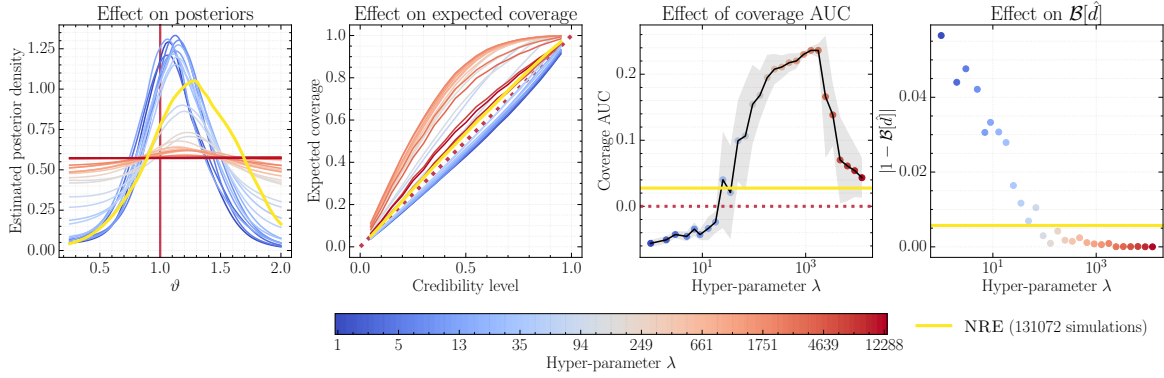 Effect on posteriors
Estimated posterior density
1.25
1.00
0.75
0.50
0.25
0.00
0.5
1.0
1.5
2.0
ϑ
Effect on expected coverage
Expected coverage
1.0
0.8
0.6
0.4
0.2
0.0
0.0
0.5
1.0
Credibility level
Effect of coverage AUC
Coverage AUC
0.2
0.1
0.0
10¹
10³
Hyper-parameter λ
Effect on 𝓑[d̂]
|1 − 𝓑[d̂]|
0.04
0.02
0.00
10¹
10³
Hyper-parameter λ
1
5
13
35
94
249
661
1751
4639
12288
Hyper-parameter λ
NRE (131072 simulations)